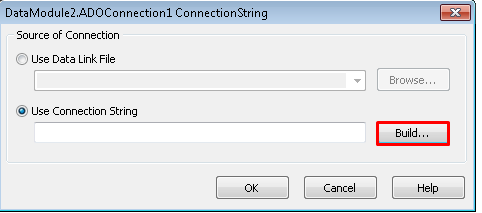 DataModule2.ADOConnection1 ConnectionString
Source of Connection
Use Data Link File
Browse...
Use Connection String
Build...
OK Cancel Help